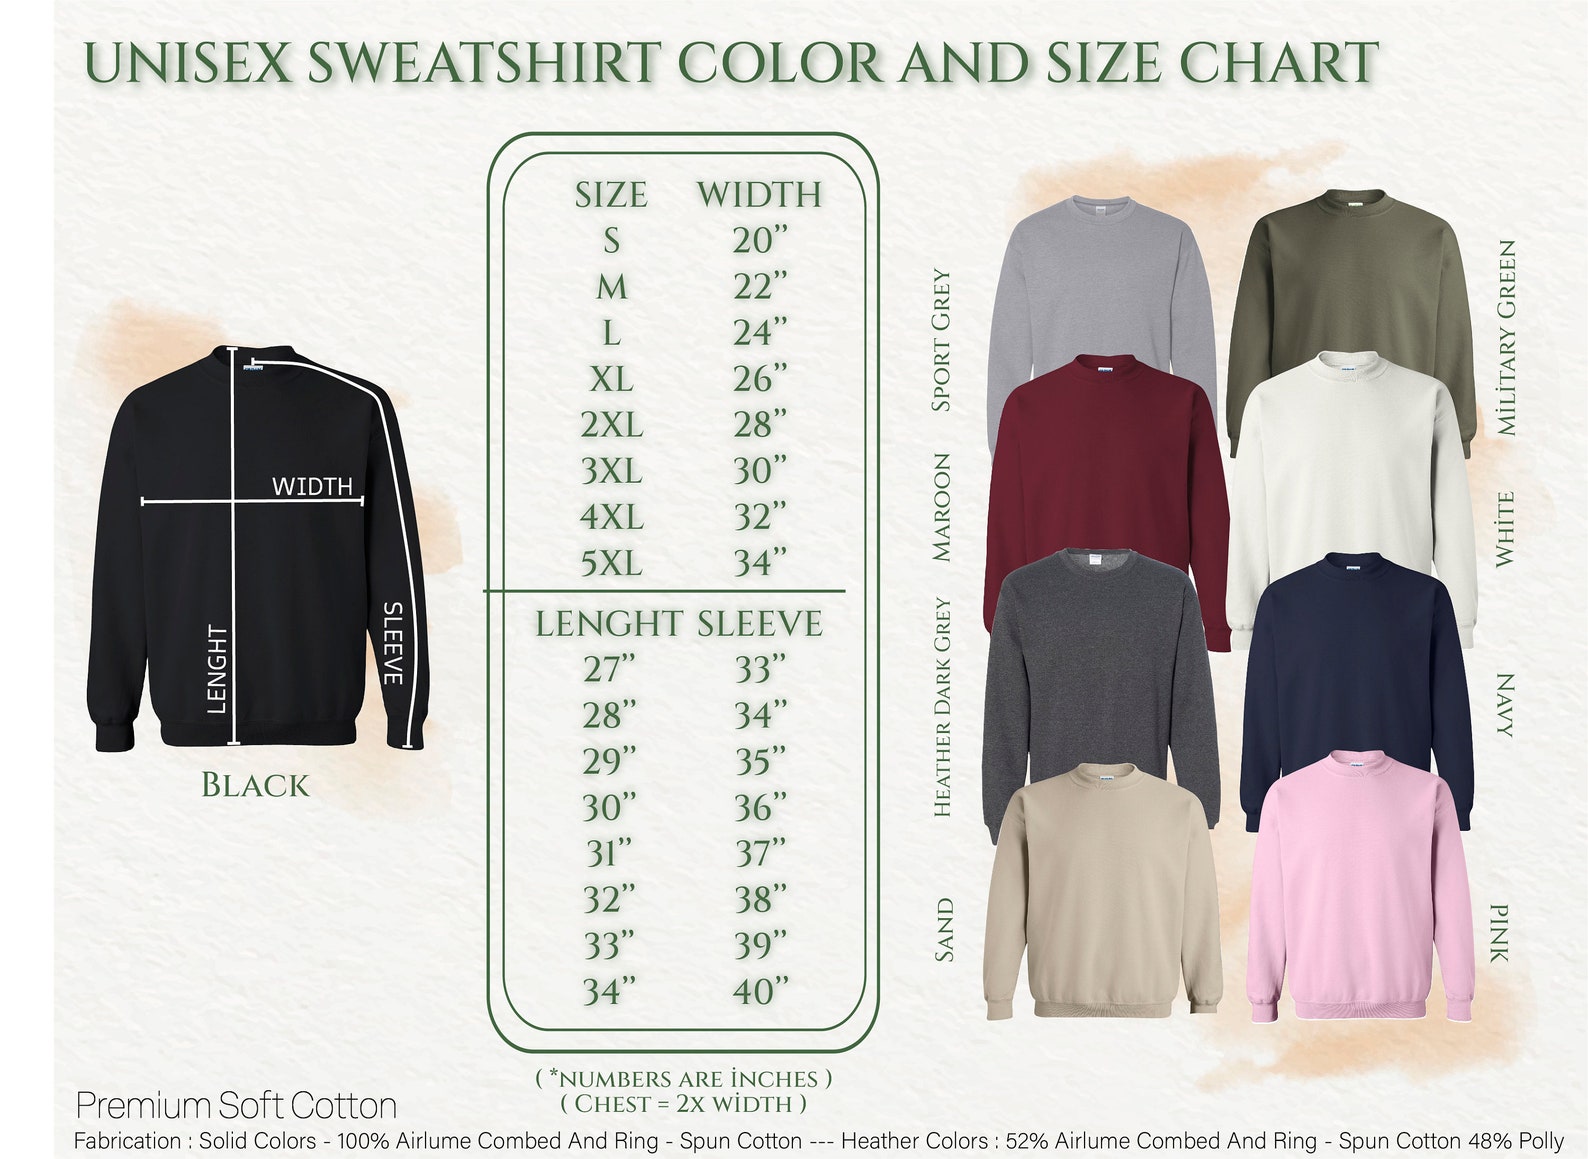 UNISEX SWEATSHIRT COLOR AND SIZE CHART
WIDTH
LENGHT
SLEEVE
BLACK
SIZE WIDTH
S 20”
M 22”
L 24”
XL 26”
2XL 28”
3XL 30”
4XL 32”
5XL 34”
LENGHT SLEEVE
27” 33”
28” 34”
29” 35”
30” 36”
31” 37”
32” 38”
33” 39”
34” 40”
( *NUMBERS ARE İNCHES )
( CHEST = 2X WİDTH )
SPORT GREY
MİLİTARY GREEN
MAROON
WHİTE
HEATHER DARK GREY
NAVY
SAND
PINK
Premium Soft Cotton
Fabrication : Solid Colors - 100% Airlume Combed And Ring - Spun Cotton --- Heather Colors : 52% Airlume Combed And Ring - Spun Cotton 48% Polly